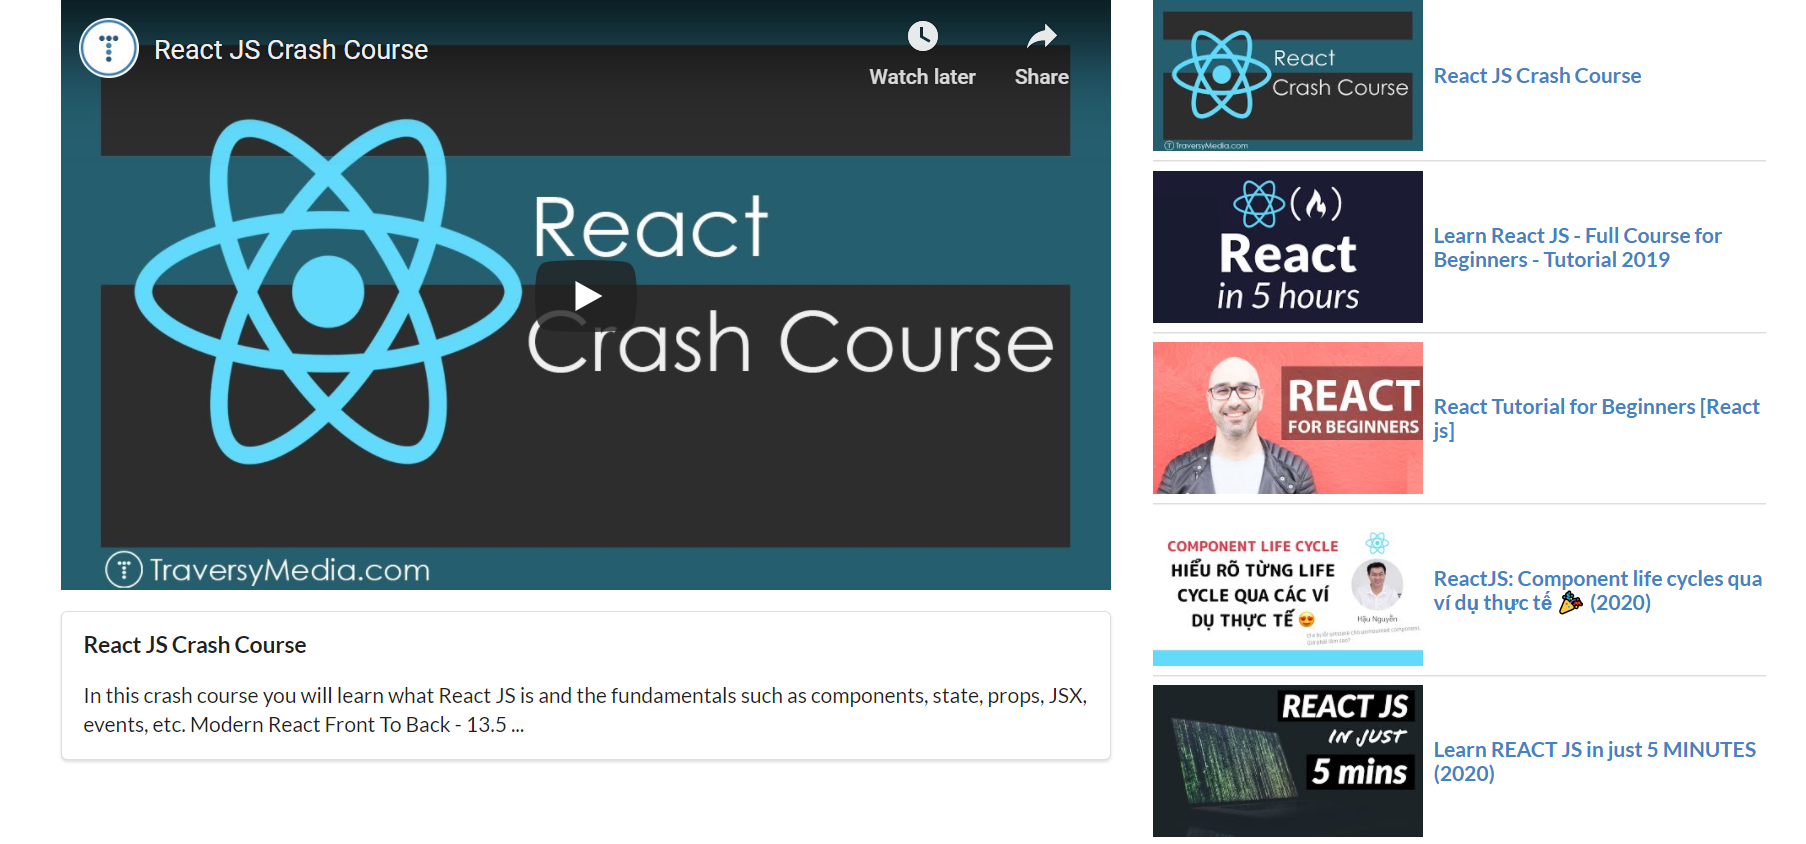 React JS Crash Course
Watch later
Share
React
Crash Course
TraversyMedia.com
React JS Crash Course
In this crash course you will learn what React JS is and the fundamentals such as components, state, props, JSX,
events, etc. Modern React Front To Back - 13.5 ...
React
Crash Course
TraversyMedia.com
React JS Crash Course
React
in 5 hours
Learn React JS - Full Course for
Beginners - Tutorial 2019
REACT
FOR BEGINNERS
React Tutorial for Beginners [React
js]
COMPONENT LIFE CYCLE
HIỂU RÕ TỪNG LIFE
CYCLE QUA CÁC VÍ
DỤ THỰC TẾ 😍
Hậu Nguyễn
ReactJS: Component life cycles qua
ví dụ thực tế 🎉 (2020)
REACT JS
IN JUST
5 mins
Learn REACT JS in just 5 MINUTES
(2020)